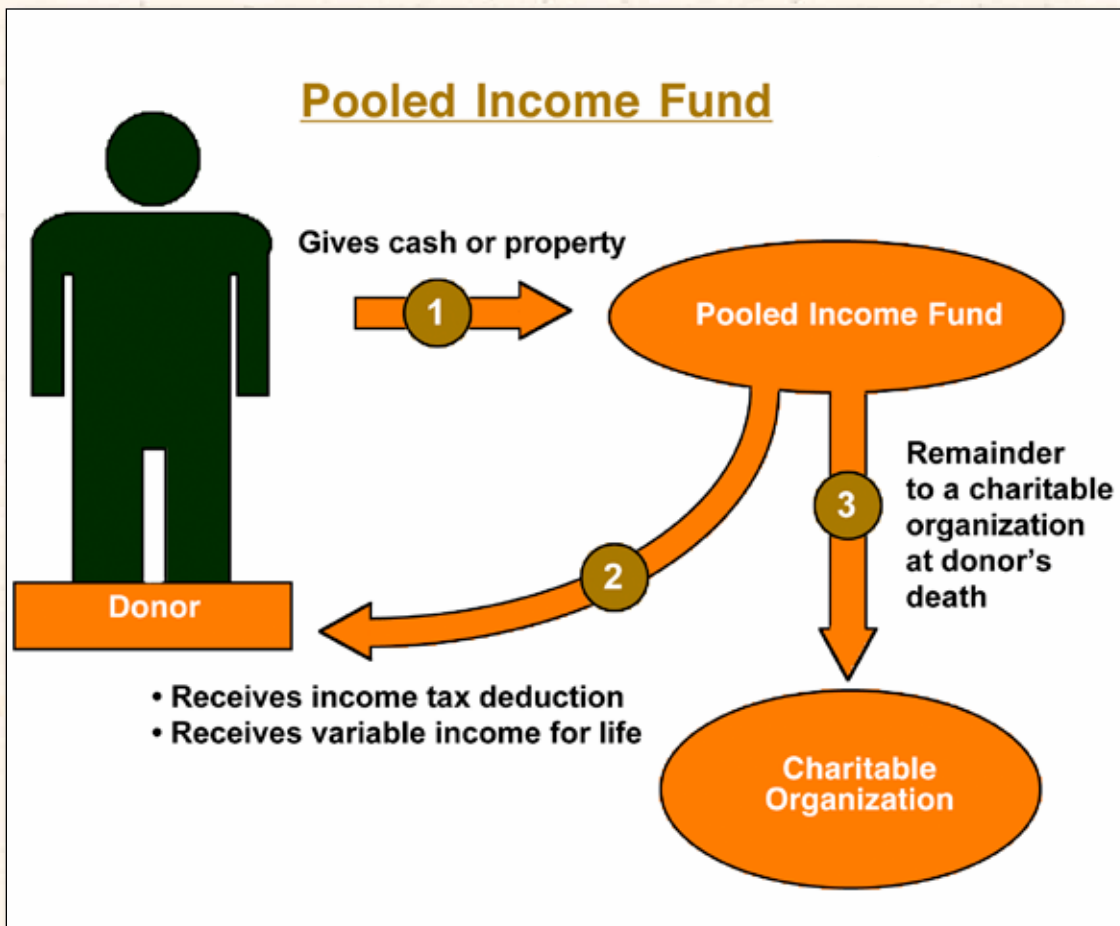 Pooled Income Fund
Gives cash or property
1
Pooled Income Fund
2
3
Remainder
to a charitable
organization
at donor's
death
Donor
• Receives income tax deduction
• Receives variable income for life
Charitable
Organization